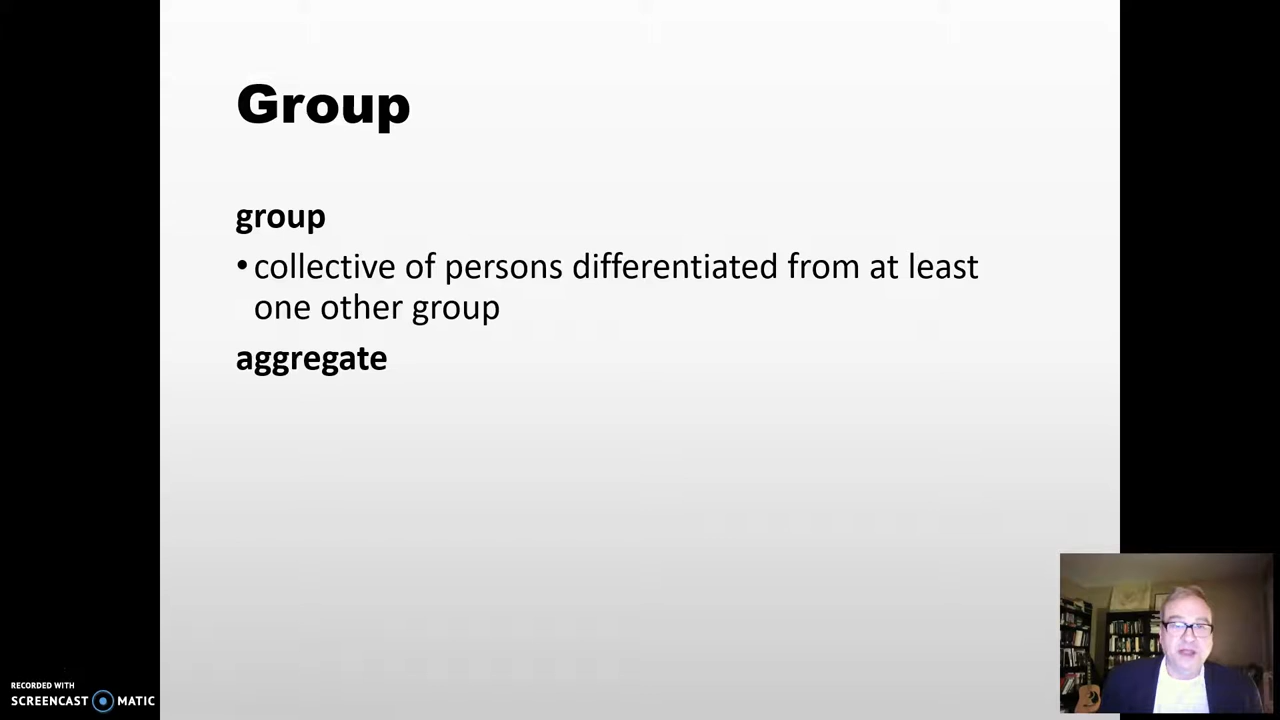 Group
group
• collective of persons differentiated from at least
one other group
aggregate
RECORDED WITH
SCREENCAST MATIC